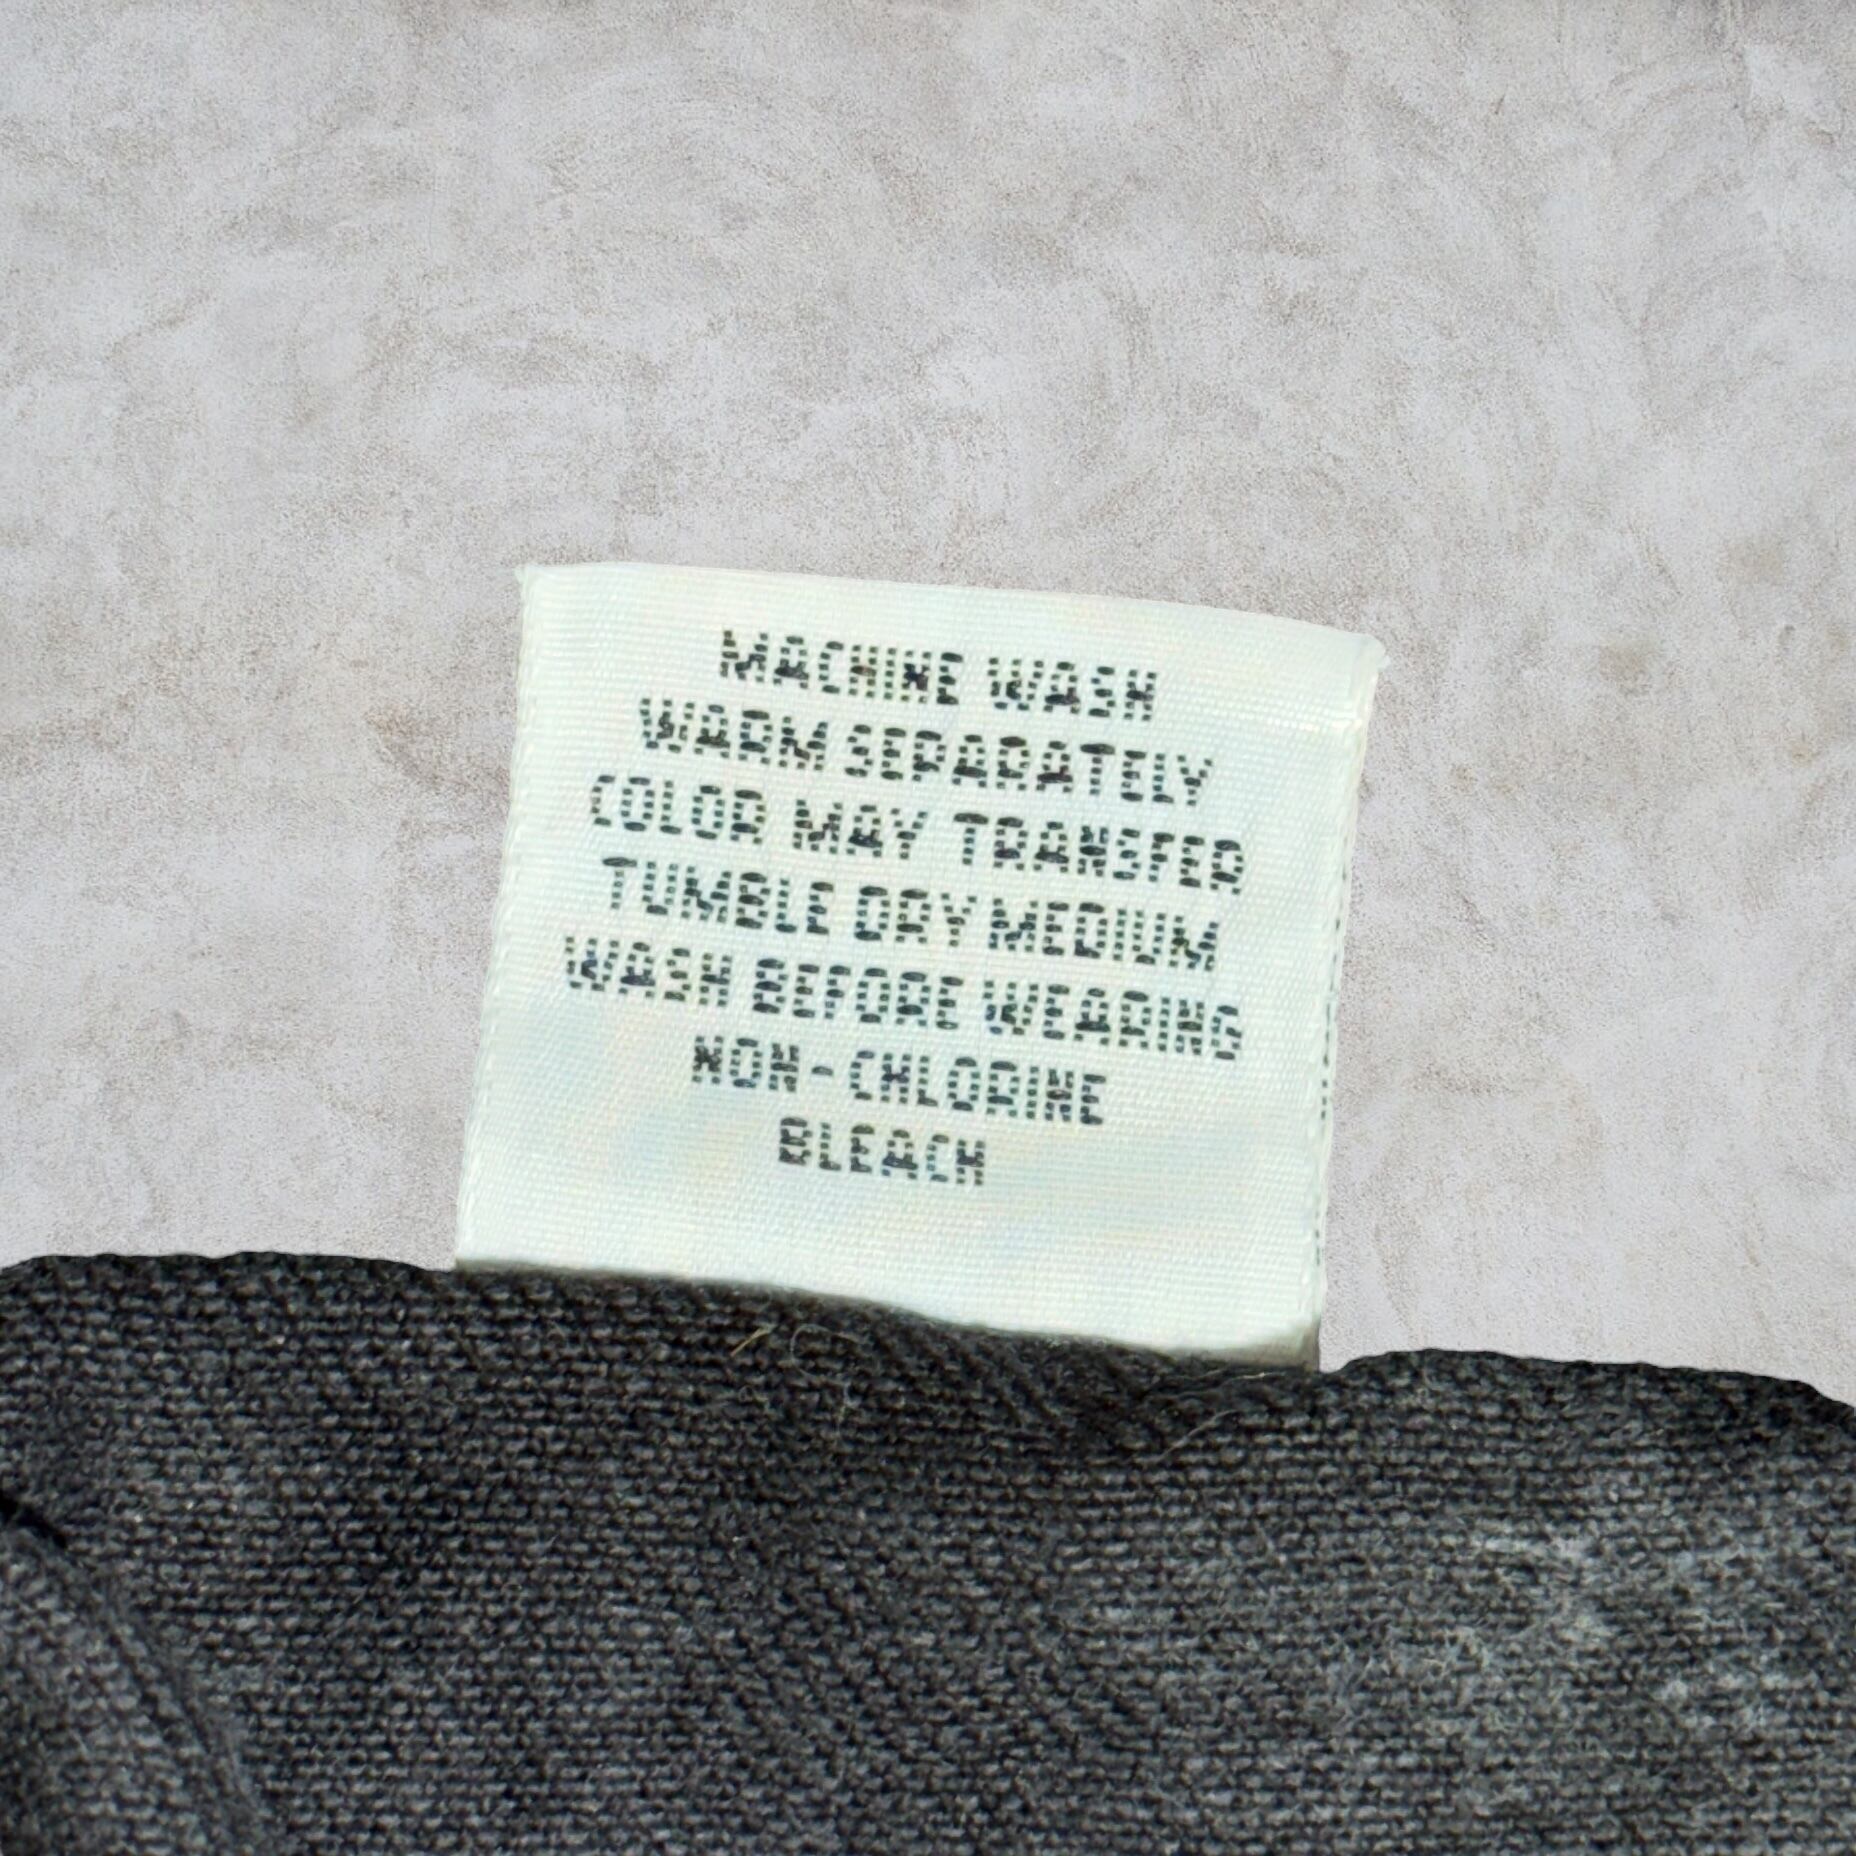 MACHINE WASH
WARM SEPARATELY
COLOR MAY TRANSFER
TUMBLE DRY MEDIUM
WASH BEFORE WEARING
NON-CHLORINE
BLEACH